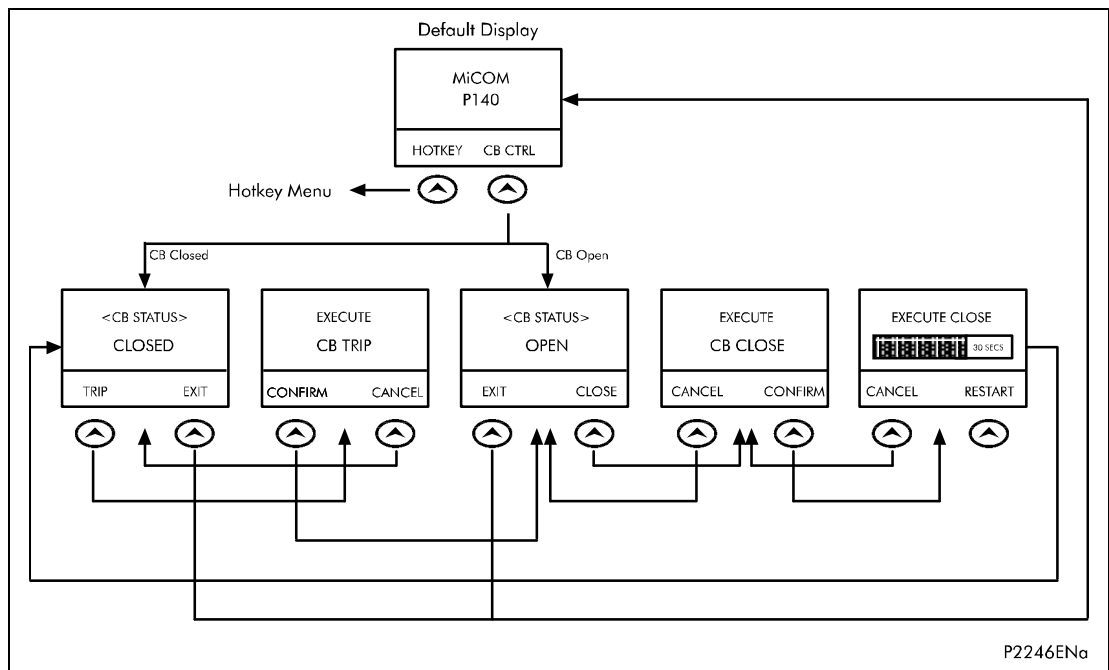 Default Display
MiCOM
P140
HOTKEY CB CTRL
Hotkey Menu
CB Closed
CB Open
<CB STATUS>
CLOSED
TRIP EXIT
EXECUTE
CB TRIP
CONFIRM CANCEL
<CB STATUS>
OPEN
EXIT CLOSE
EXECUTE
CB CLOSE
CANCEL CONFIRM
EXECUTE CLOSE
30 SECS
CANCEL RESTART
P2246ENa